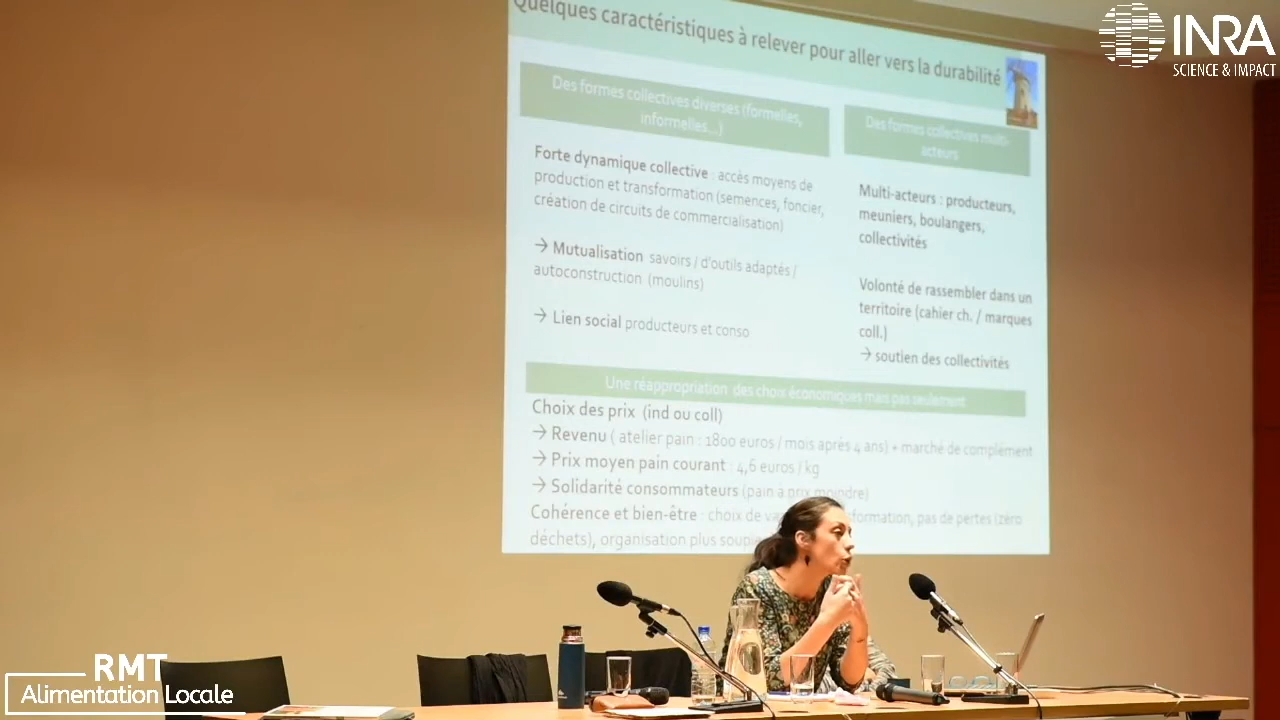 Quelques caractéristiques à relever pour aller vers la durabilité
Des formes collectives diverses (formelles,
informelles...)
Forte dynamique collective : accès moyens de
production et transformation (semences, foncier,
création de circuits de commercialisation)
→ Mutualisation savoirs / d'outils adaptés /
autoconstruction (moulins)
→ Lien social producteurs et conso
Des formes collectives multi-
acteurs
Multi-acteurs : producteurs,
meuniers, boulangers,
collectivités
Volonté de rassembler dans un
territoire (cahier ch. / marques
coll.)
→ soutien des collectivités
Une réappropriation des choix économiques mais pas seulement
Choix des prix (ind ou coll)
→ Revenu ( atelier pain : 1800 euros / mois après 4 ans) + marché de complément
→ Prix moyen pain courant : 4,6 euros / kg
→ Solidarité consommateurs (pain à prix moindre)
Cohérence et bien-être : choix de pas de pertes (zéro
déchets), organisation plus
INRA
SCIENCE & IMPACT
RMT
Alimentation Locale